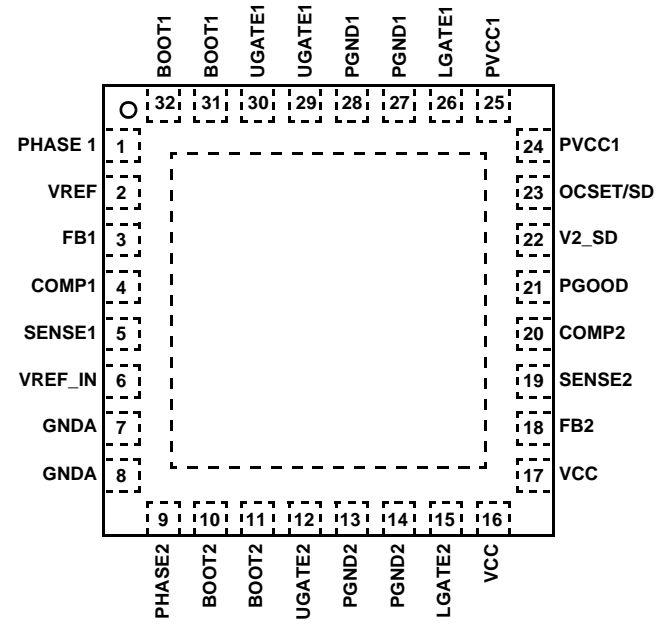 BOOT1
BOOT1
UGATE1
UGATE1
PGND1
PGND1
LGATE1
PVCC1
32 31 30 29 28 27 26 25
PHASE 1 1 24 PVCC1
VREF 2 23 OCSET/SD
FB1 3 22 V2_SD
COMP1 4 21 PGOOD
SENSE1 5 20 COMP2
VREF_IN 6 19 SENSE2
GNDA 7 18 FB2
GNDA 8 17 VCC
9 10 11 12 13 14 15 16
PHASE2
BOOT2
BOOT2
UGATE2
PGND2
PGND2
LGATE2
VCC